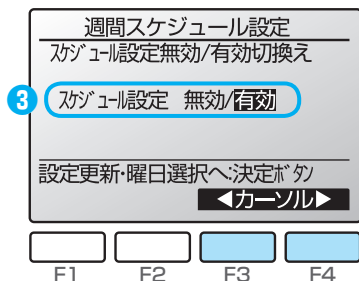 週間スケジュール設定
スケジュール設定無効/有効切換え
3 スケジュール設定 無効/有効
設定更新･曜日選択へ:決定ボタン
◀カーソル▶
F1 F2 F3 F4